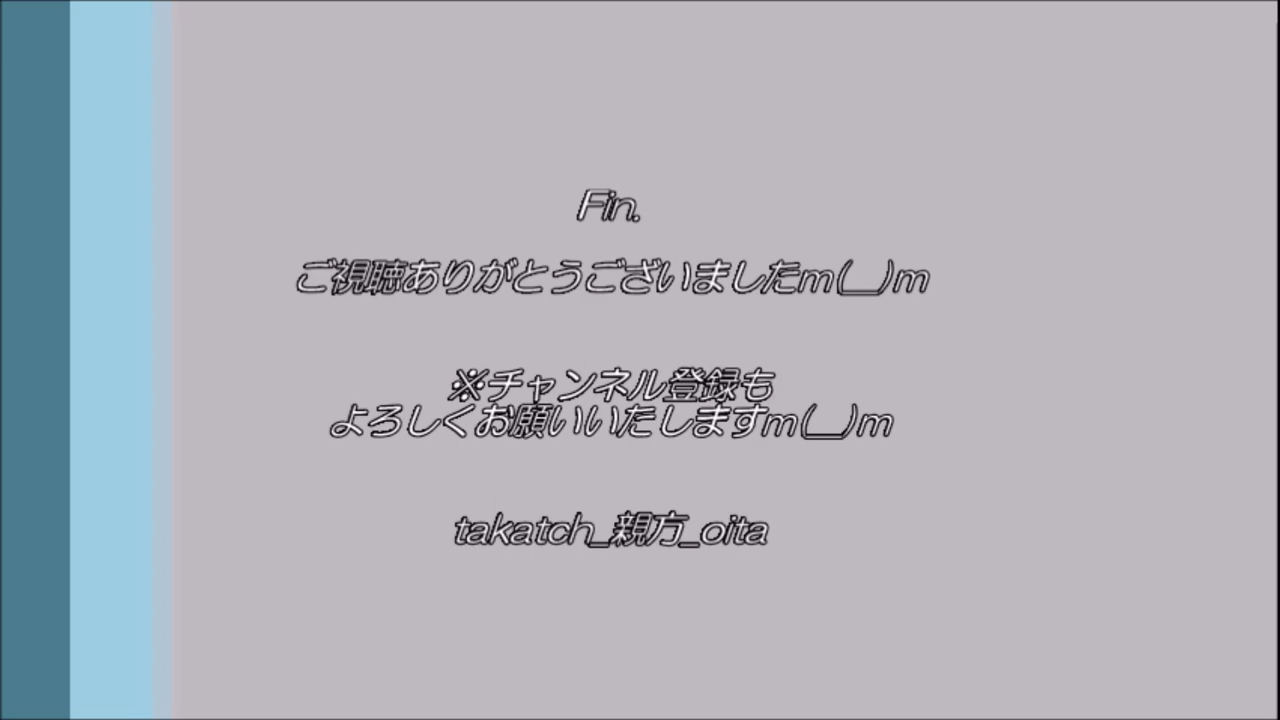 Fin.
ご視聴ありがとうございましたm(__)m
※チャンネル登録も
よろしくお願いいたしますm(__)m
takatch_親方_oita